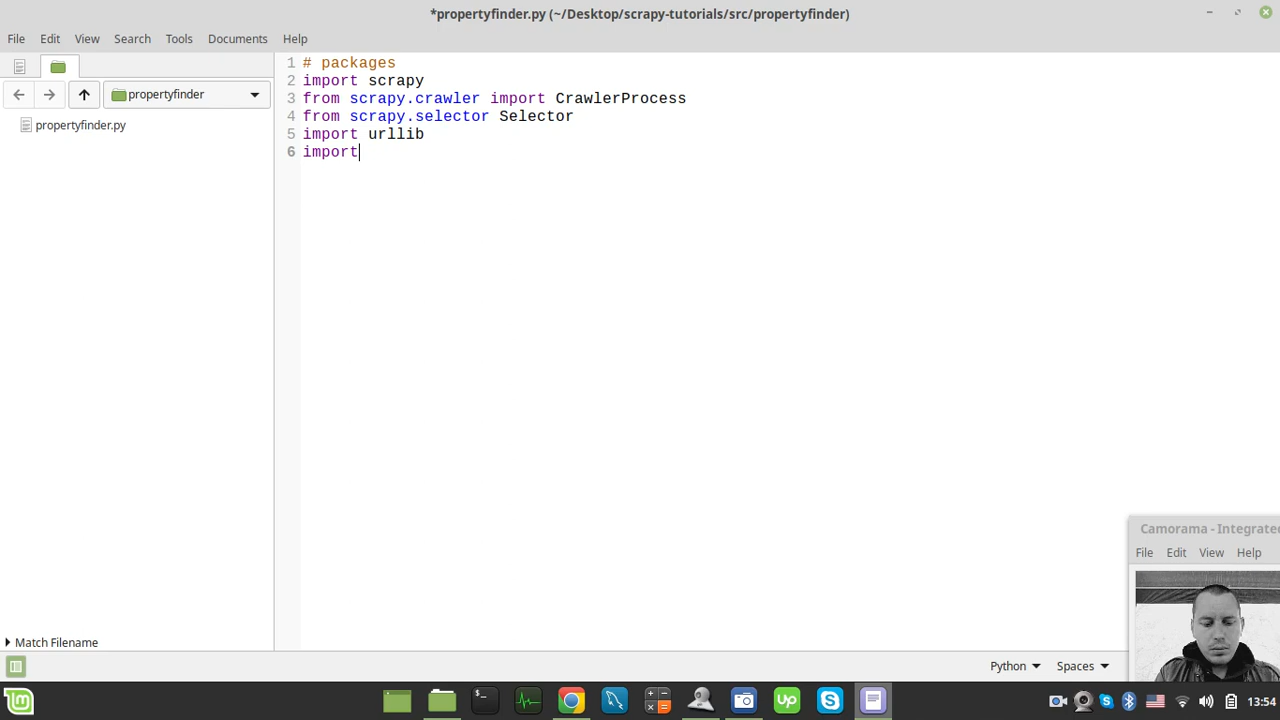 *propertyfinder.py (~/Desktop/scrapy-tutorials/src/propertyfinder)
File Edit View Search Tools Documents Help
propertyfinder
propertyfinder.py
1 # packages
2 import scrapy
3 from scrapy.crawler import CrawlerProcess
4 from scrapy.selector Selector
5 import urllib
6 import
Camorama - Integrated
File Edit View Help
Match Filename
Python Spaces
Up
13:54